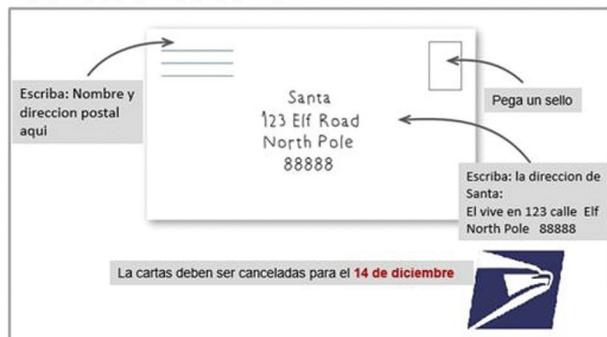 Escriba: Nombre y
direccion postal
aqui
Santa
123 Elf Road
North Pole
88888
Pega un sello
Escriba: la direccion de
Santa:
El vive en 123 calle Elf
North Pole 88888
La cartas deben ser canceladas para el 14 de diciembre